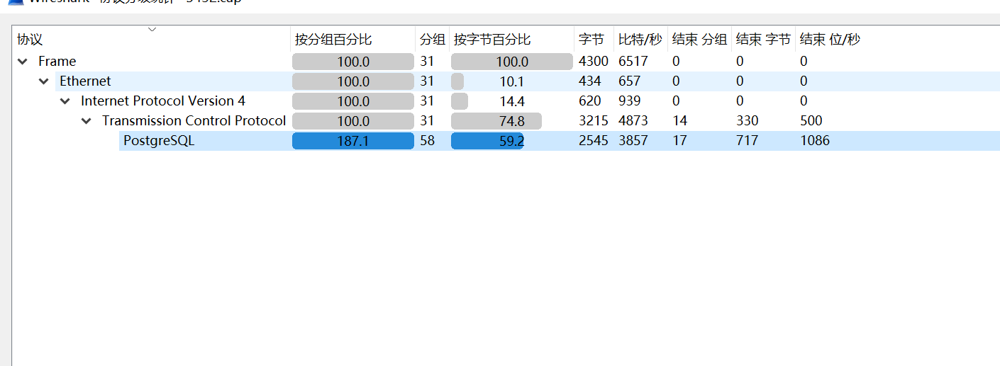 协议 按分组百分比 分组 按字节百分比 字节 比特/秒 结束 分组 结束 字节 结束 位/秒
Frame 100.0 31 100.0 4300 6517 0 0 0
Ethernet 100.0 31 10.1 434 657 0 0 0
Internet Protocol Version 4 100.0 31 14.4 620 939 0 0 0
Transmission Control Protocol 100.0 31 74.8 3215 4873 14 330 500
PostgreSQL 187.1 58 59.2 2545 3857 17 717 1086